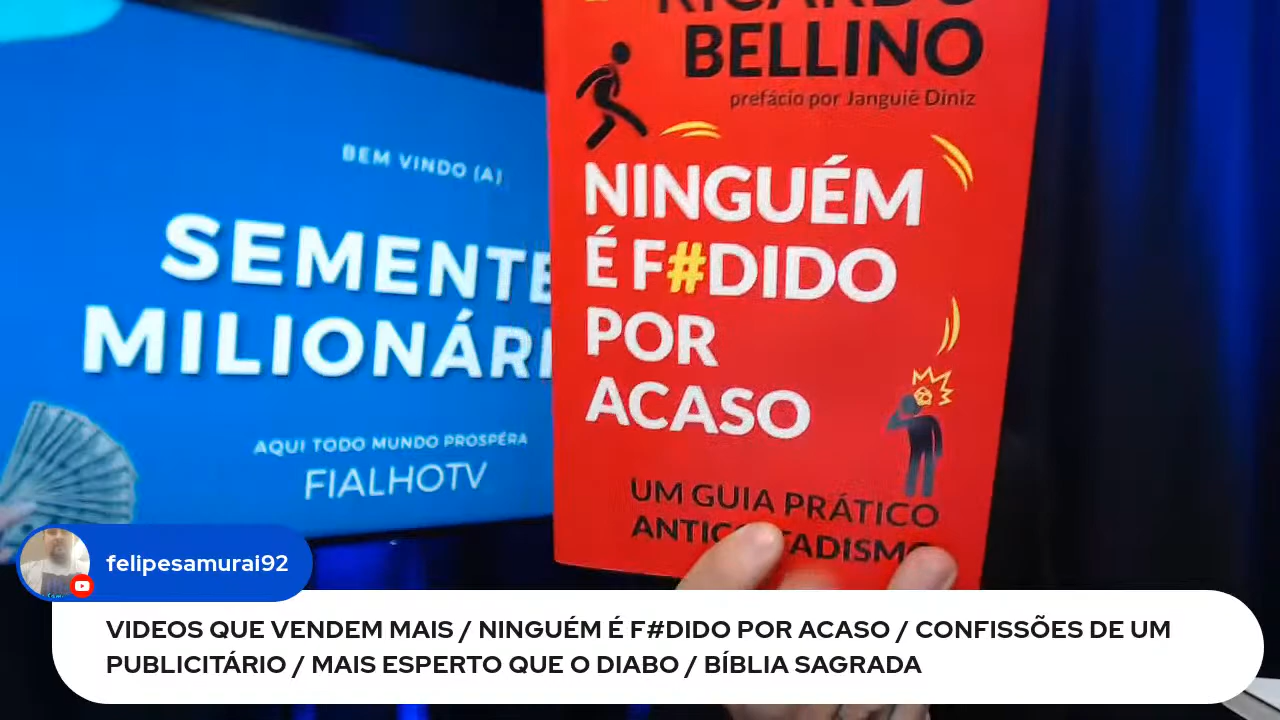 BEM VINDO (A)
SEMENTE
MILIONÁRI
AQUI TODO MUNDO PROSPÉRA
FIALHOTV
RICARDO
BELLINO
prefácio por Janguiê Diniz
NINGUÉM
É F#DIDO
POR
ACASO
UM GUIA PRÁTICO
felipesamurai92
VIDEOS QUE VENDEM MAIS / NINGUÉM É F#DIDO POR ACASO / CONFISSÕES DE UM
PUBLICITÁRIO / MAIS ESPERTO QUE O DIABO / BÍBLIA SAGRADA